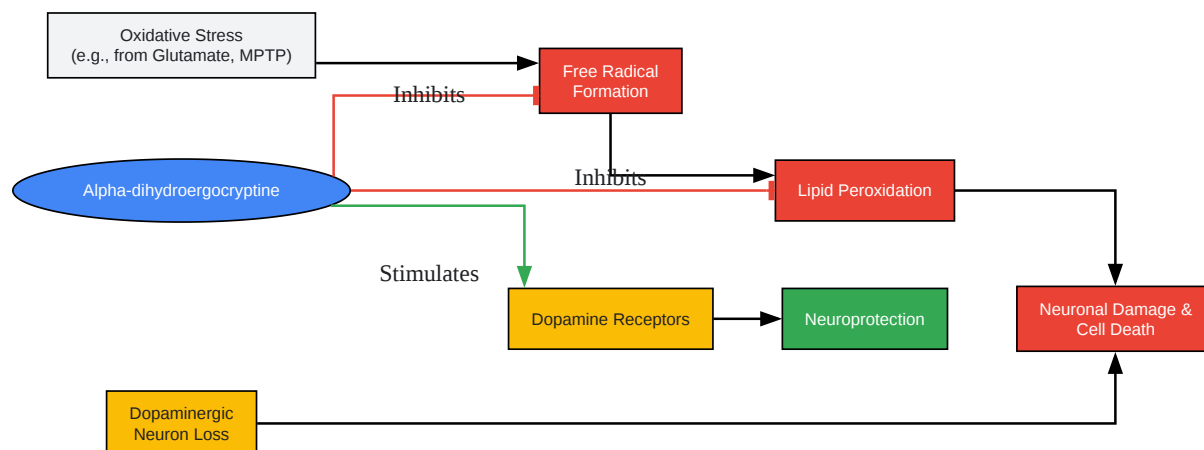 Oxidative Stress
(e.g., from Glutamate, MPTP)
Free Radical
Formation
Inhibits
Alpha-dihydroergocryptine
Inhibits
Lipid Peroxidation
Stimulates
Dopamine Receptors
Neuroprotection
Neuronal Damage &
Cell Death
Dopaminergic
Neuron Loss